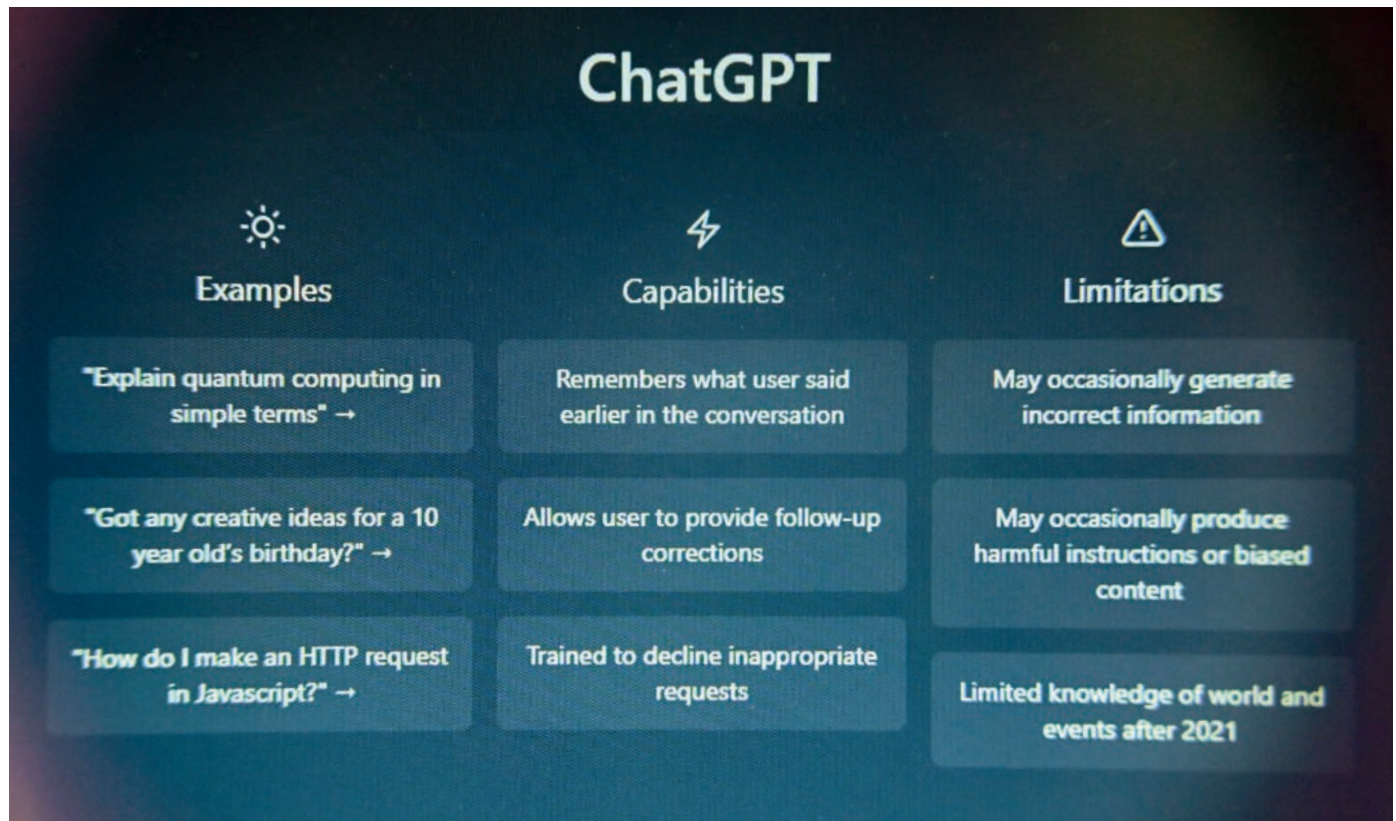 ChatGPT
Examples
"Explain quantum computing in
simple terms" →
"Got any creative ideas for a 10
year old's birthday?" →
"How do I make an HTTP request
in Javascript?" →
Capabilities
Remembers what user said
earlier in the conversation
Allows user to provide follow-up
corrections
Trained to decline inappropriate
requests
Limitations
May occasionally generate
incorrect information
May occasionally produce
harmful instructions or biased
content
Limited knowledge of world and
events after 2021